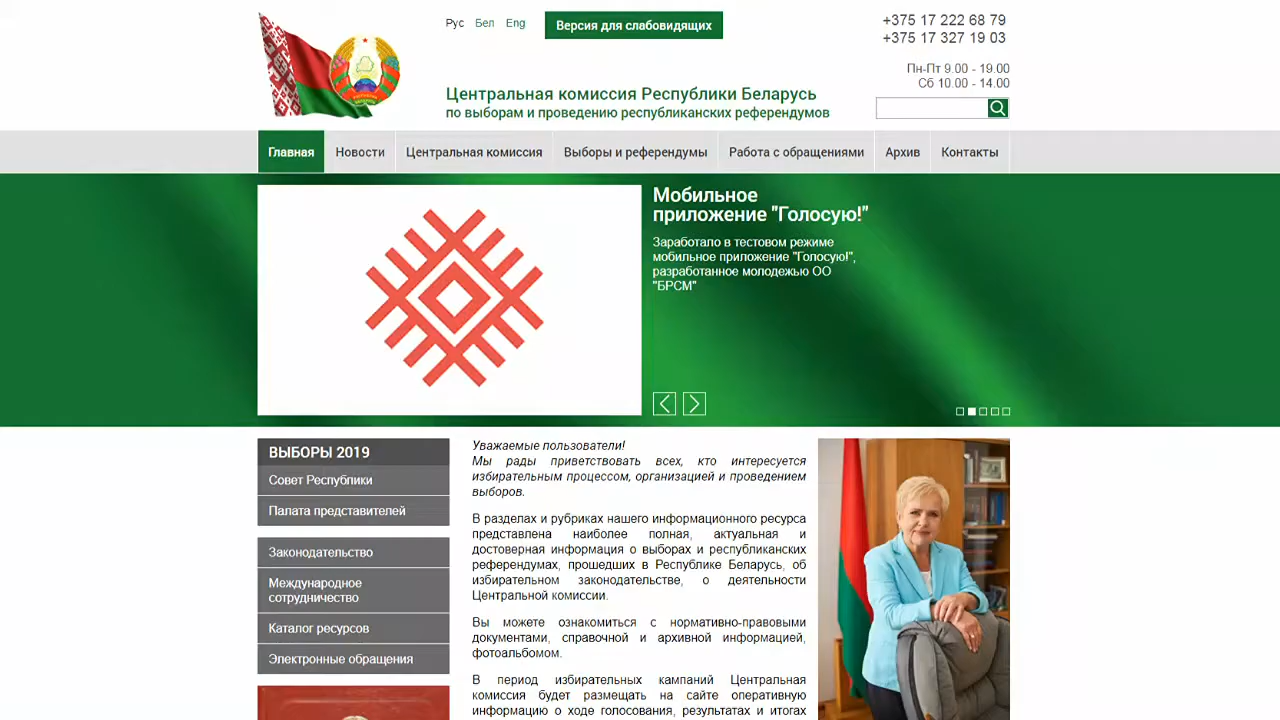 Рус Бел Eng
Версия для слабовидящих
+375 17 222 68 79
+375 17 327 19 03
Пн-Пт 9.00 - 19.00
Сб 10.00 - 14.00
Центральная комиссия Республики Беларусь
по выборам и проведению республиканских референдумов
Главная Новости Центральная комиссия Выборы и референдумы Работа с обращениями Архив Контакты
Мобильное
приложение "Голосую!"
Заработало в тестовом режиме
мобильное приложение "Голосую!",
разработанное молодежью ОО
"БРСМ"
ВЫБОРЫ 2019
Совет Республики
Палата представителей
Законодательство
Международное
сотрудничество
Каталог ресурсов
Электронные обращения
Уважаемые пользователи!
Мы рады приветствовать всех, кто интересуется
избирательным процессом, организацией и проведением
выборов.
В разделах и рубриках нашего информационного ресурса
представлена наиболее полная, актуальная и
достоверная информация о выборах и республиканских
референдумах, прошедших в Республике Беларусь, об
избирательном законодательстве, о деятельности
Центральной комиссии.
Вы можете ознакомиться с нормативно-правовыми
документами, справочной и архивной информацией,
фотоальбомом.
В период избирательных кампаний Центральная
комиссия будет размещать на сайте оперативную
информацию о ходе голосования, результатах и итогах